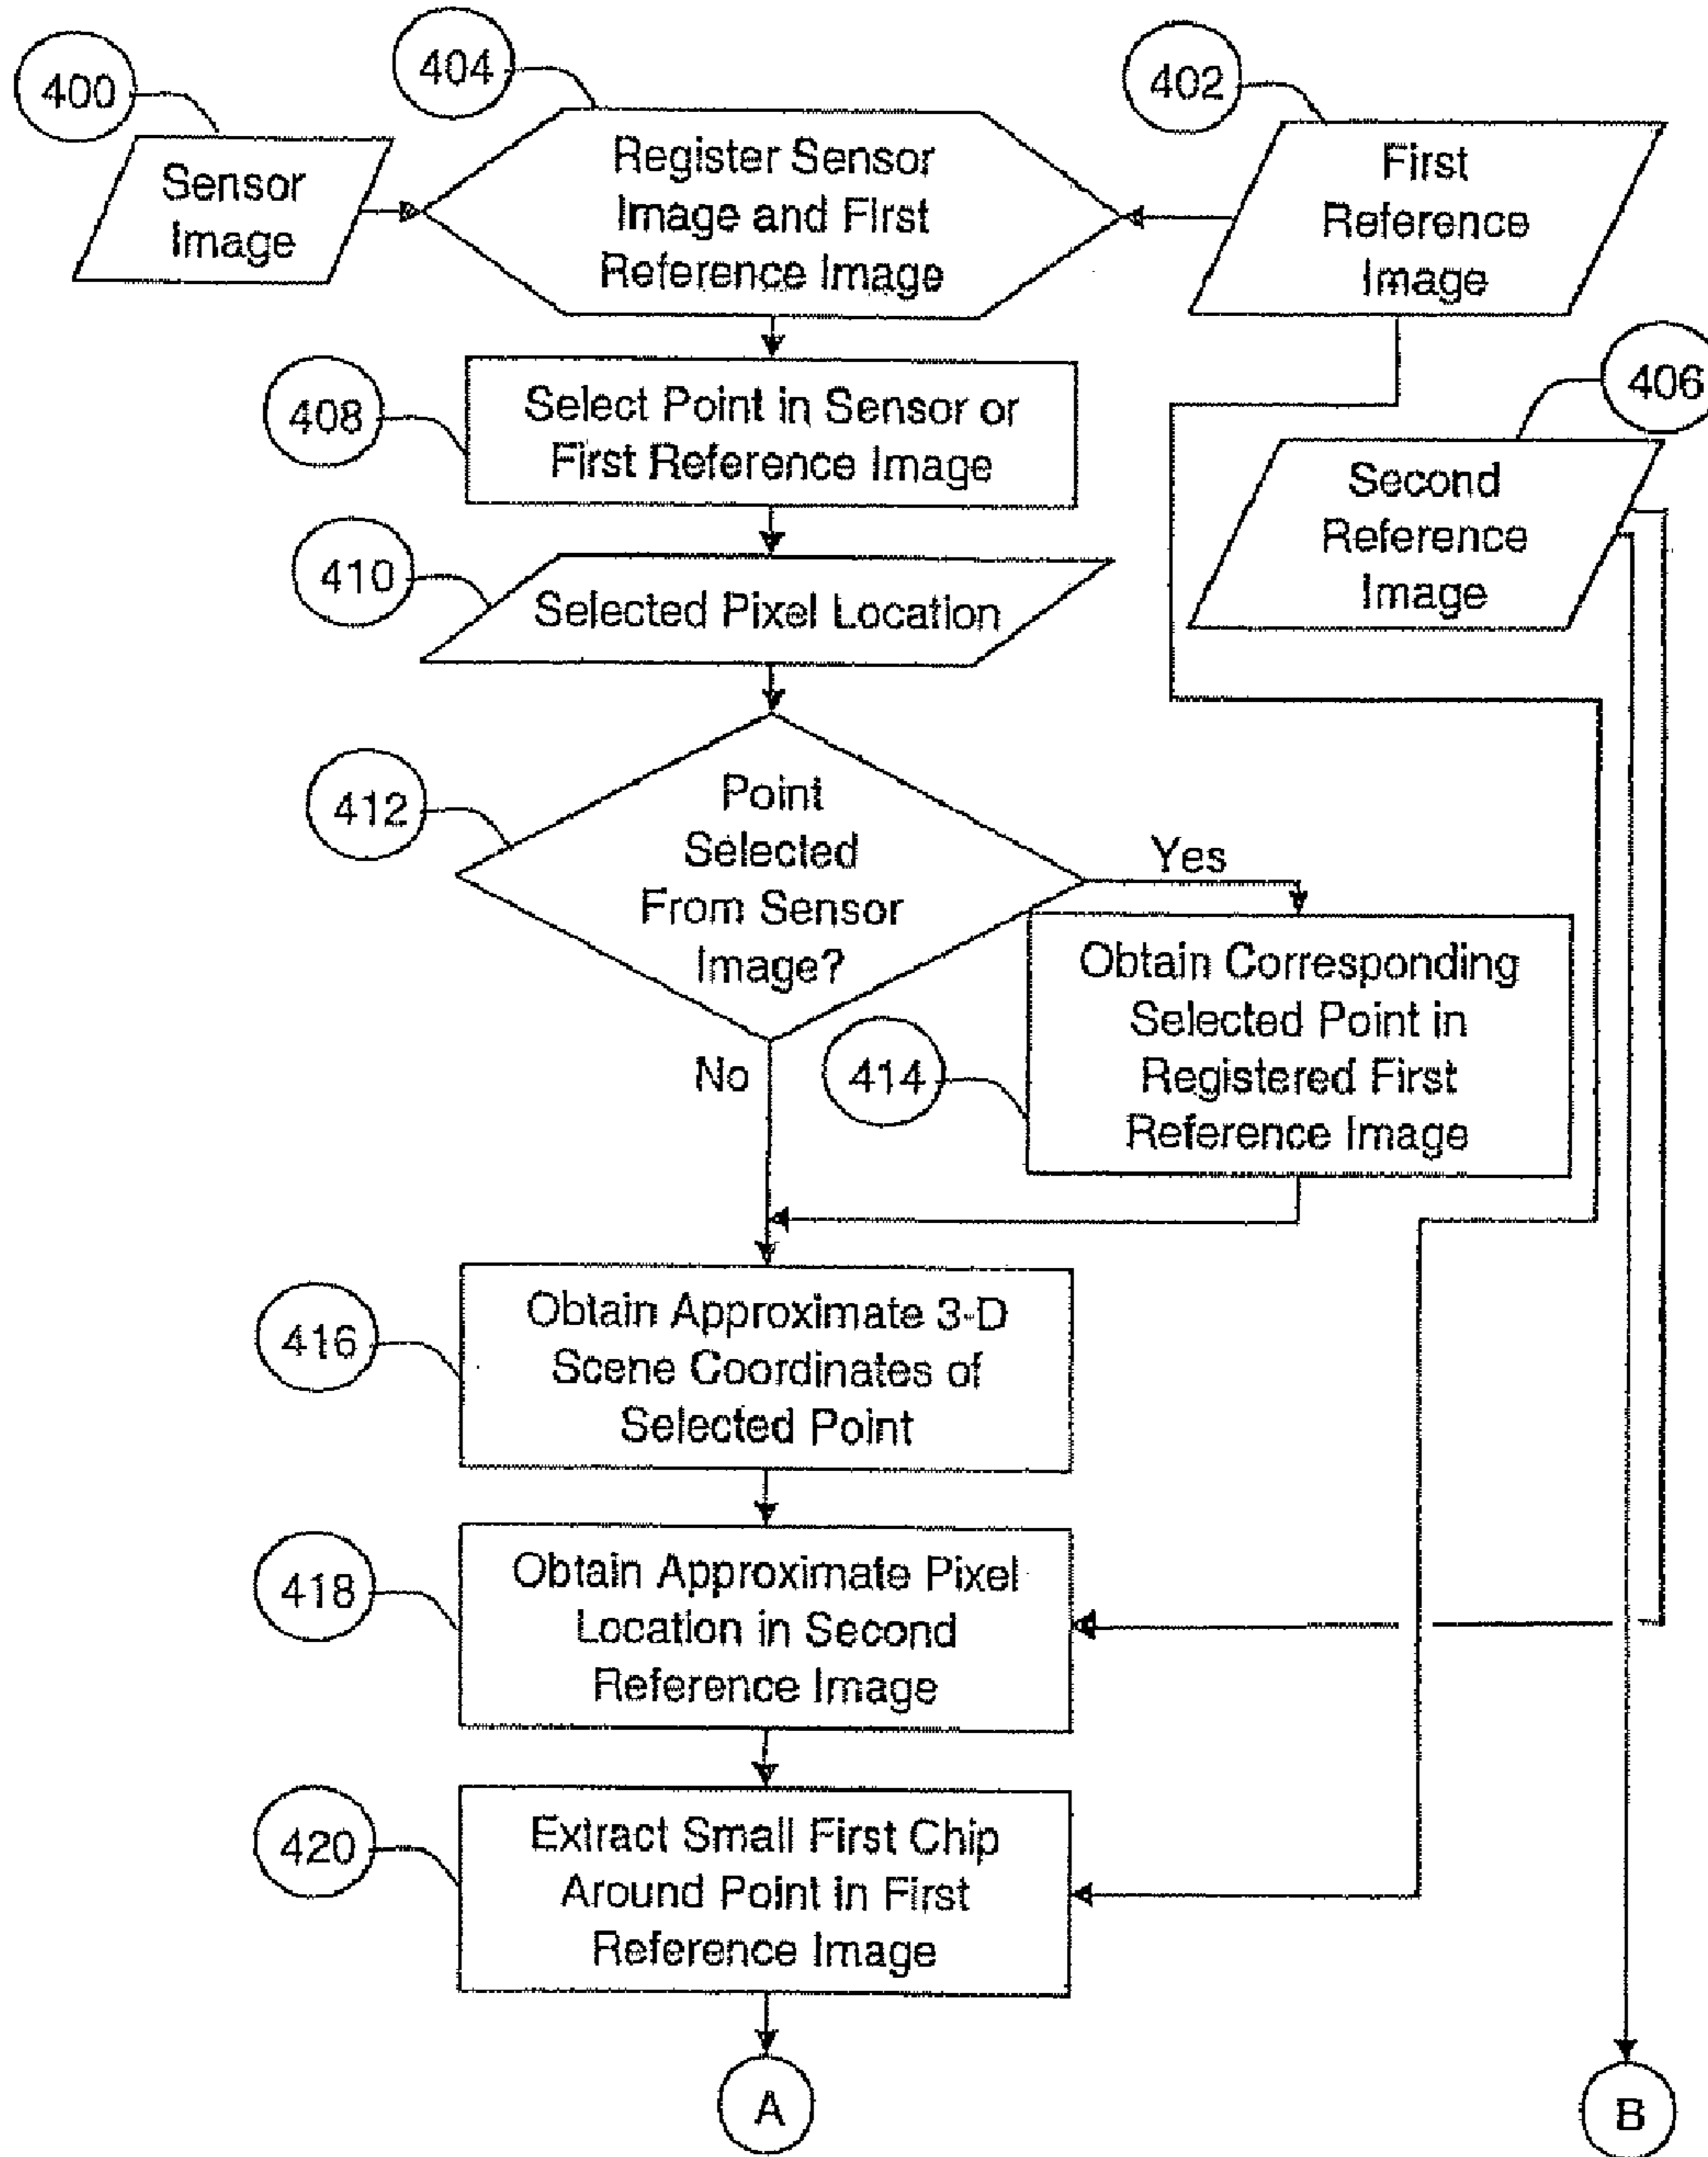 400
404
402
Sensor
Image
Register Sensor
Image and First
Reference Image
First
Reference
Image
408
Select Point in Sensor or
First Reference Image
406
Second
Reference
Image
410
Selected Pixel Location
412
Point
Selected
From Sensor
Image?
Yes
No
414
Obtain Corresponding
Selected Point in
Registered First
Reference Image
416
Obtain Approximate 3-D
Scene Coordinates of
Selected Point
418
Obtain Approximate Pixel
Location in Second
Reference Image
420
Extract Small First Chip
Around Point in First
Reference Image
A
B